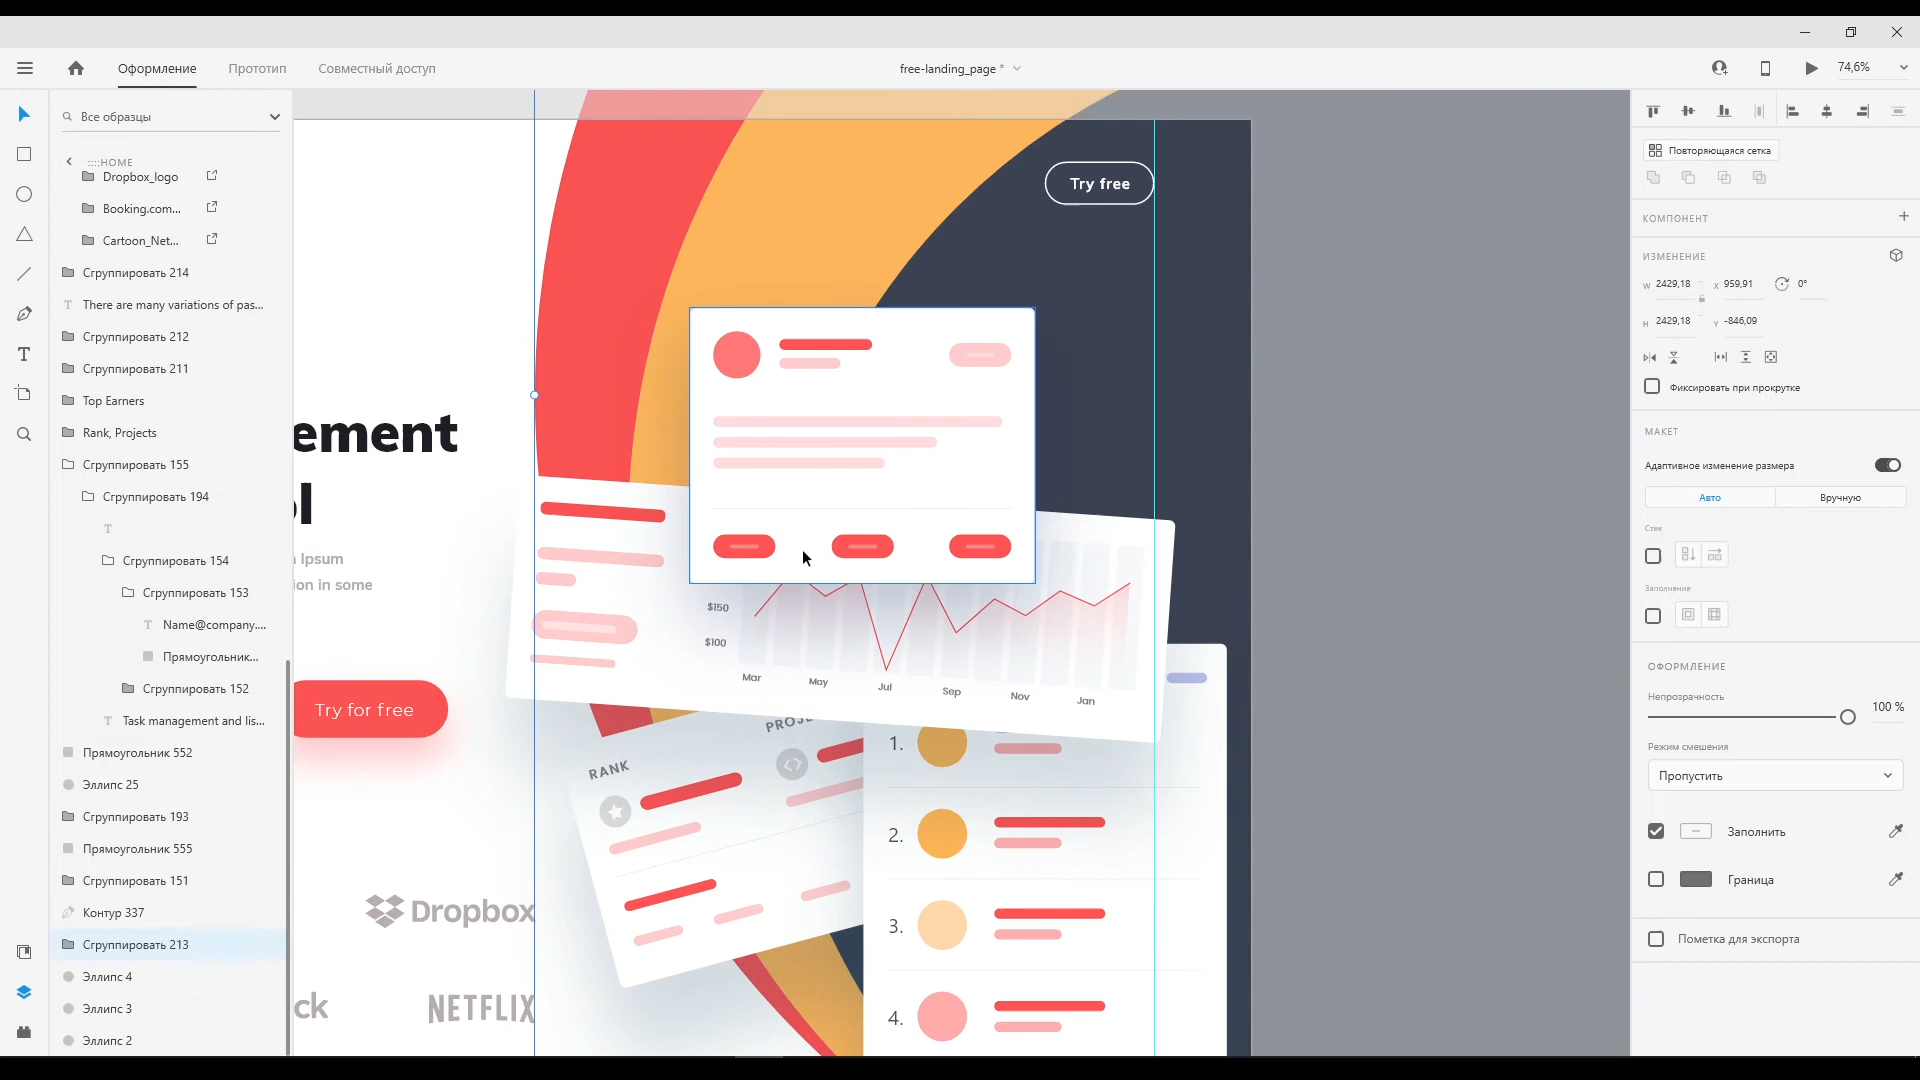 Оформление
Прототип
Совместный доступ
free-landing_page *
74,6%
Все образцы
::::HOME
Dropbox_logo
Booking.com...
Cartoon_Net...
Сгруппировать 214
There are many variations of pas...
Сгруппировать 212
Сгруппировать 211
Top Earners
Rank, Projects
Сгруппировать 155
Сгруппировать 194
Сгруппировать 154
Сгруппировать 153
Name@company....
Прямоугольник...
Сгруппировать 152
Task management and lis...
Прямоугольник 552
Эллипс 25
Сгруппировать 193
Прямоугольник 555
Сгруппировать 151
Контур 337
Сгруппировать 213
Эллипс 4
Эллипс 3
Эллипс 2
Try free
ement
ol
Ipsum
ion in some
Try for free
$150
$100
Mar
May
Jul
Sep
Nov
Jan
RANK
PROJE
1.
2.
3.
4.
Dropbox
ck
NETFLIX
Повторяющаяся сетка
КОМПОНЕНТ
ИЗМЕНЕНИЕ
W 2429,18
X 959,91
0°
H 2429,18
Y -846,09
Фиксировать при прокрутке
МАКЕТ
Адаптивное изменение размера
Авто
Вручную
Стек
Заполнение
ОФОРМЛЕНИЕ
Непрозрачность
100 %
Режим смешения
Пропустить
Заполнить
Граница
Пометка для экспорта